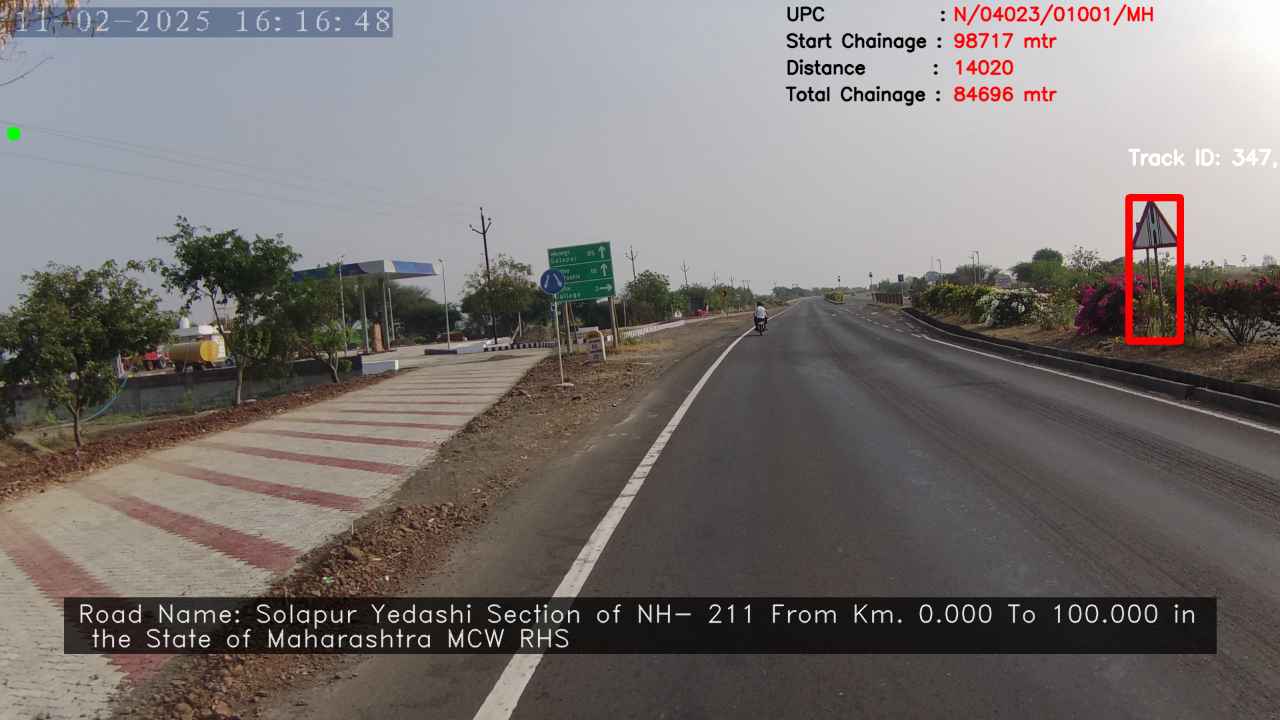 11-02-2025 16:16:48
UPC : N/04023/01001/MH
Start Chainage : 98717 mtr
Distance : 14020
Total Chainage : 84696 mtr
Track ID: 347,
Road Name: Solapur Yedashi Section of NH- 211 From Km. 0.000 To 100.000 in
the State of Maharashtra MCW RHS